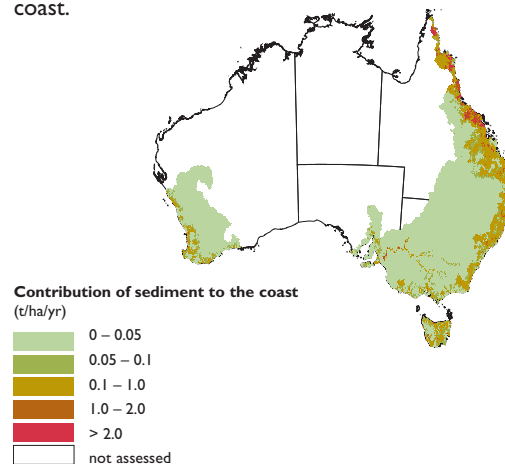 coast.
Contribution of sediment to the coast
(t/ha/yr)
0 – 0.05
0.05 – 0.1
0.1 – 1.0
1.0 – 2.0
> 2.0
not assessed